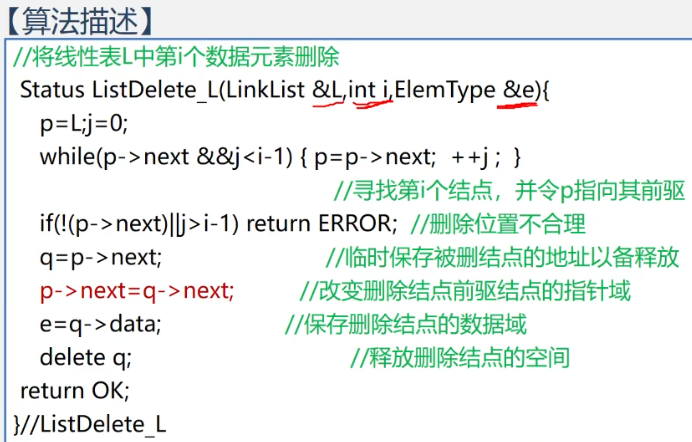 【算法描述】
//将线性表L中第i个数据元素删除
Status ListDelete_L(LinkList &L,int i,ElemType &e){
p=L;j=0;
while(p->next &&j<i-1) { p=p->next; ++j ; }
//寻找第i个结点，并令p指向其前驱
if(!(p->next)||j>i-1) return ERROR; //删除位置不合理
q=p->next; //临时保存被删结点的地址以备释放
p->next=q->next; //改变删除结点前驱结点的指针域
e=q->data; //保存删除结点的数据域
delete q; //释放删除结点的空间
return OK;
}//ListDelete_L